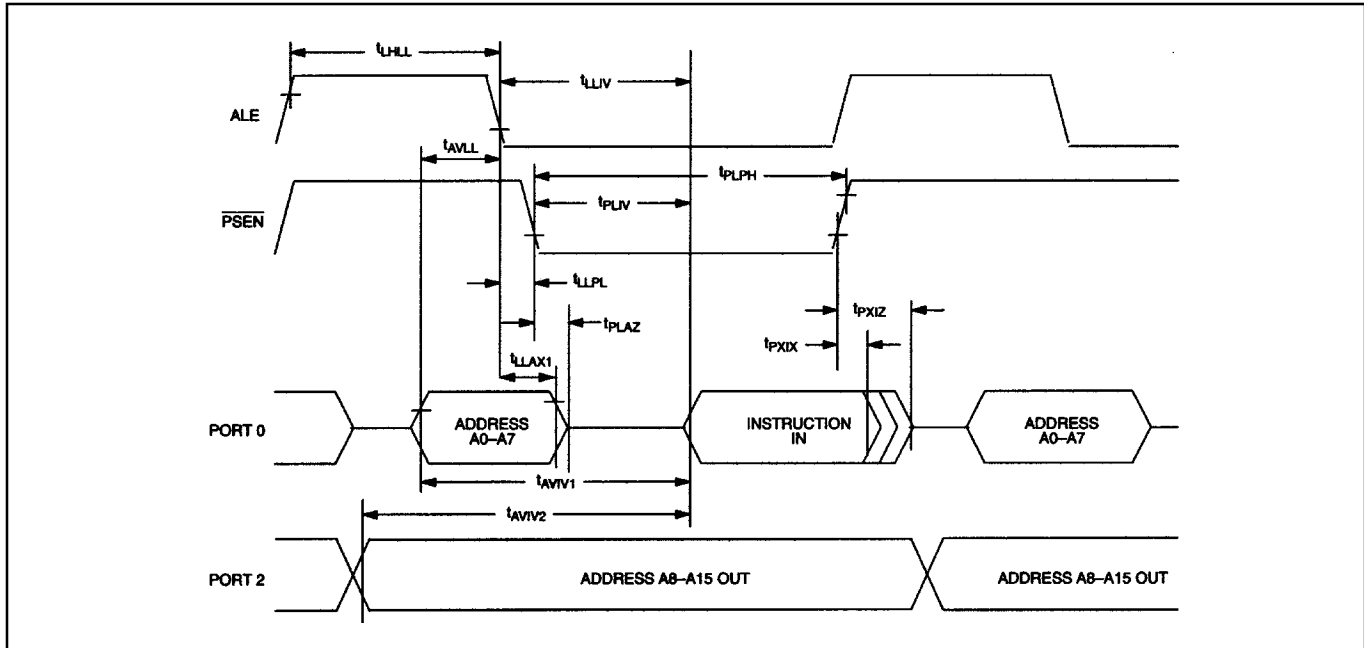 tLHLL
tLLIV
ALE
tAVLL
tPLPH
tPLIV
PSEN
tLLPL
tPLAZ
tPXIZ
tPXIX
tLLAX1
PORT 0
ADDRESS
A0–A7
INSTRUCTION
IN
ADDRESS
A0–A7
tAVIV1
tAVIV2
PORT 2
ADDRESS A8–A15 OUT
ADDRESS A8–A15 OUT